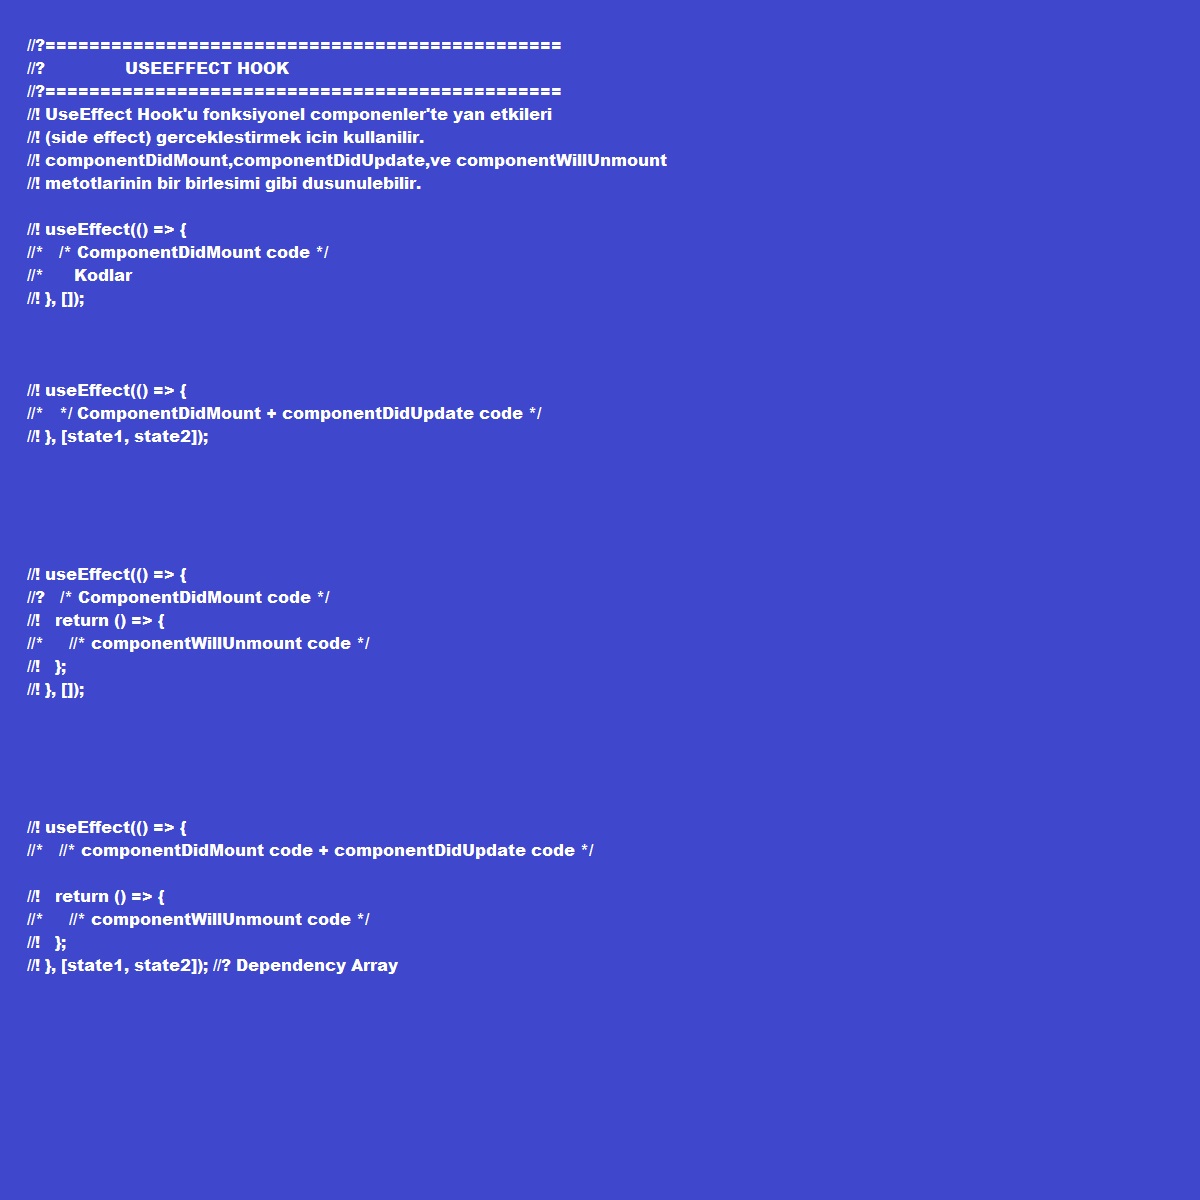 //?===============================================
//? USEEFFECT HOOK
//?===============================================
//! UseEffect Hook'u fonksiyonel componenler'te yan etkileri
//! (side effect) gerceklestirmek icin kullanilir.
//! componentDidMount,componentDidUpdate,ve componentWillUnmount
//! metotlarinin bir birlesimi gibi dusunulebilir.
//! useEffect(() => {
//* /* ComponentDidMount code */
//* Kodlar
//! }, []);
//! useEffect(() => {
//* */ ComponentDidMount + componentDidUpdate code */
//! }, [state1, state2]);
//! useEffect(() => {
//? /* ComponentDidMount code */
//! return () => {
//* //* componentWillUnmount code */
//! };
//! }, []);
//! useEffect(() => {
//* //* componentDidMount code + componentDidUpdate code */
//! return () => {
//* //* componentWillUnmount code */
//! };
//! }, [state1, state2]); //? Dependency Array